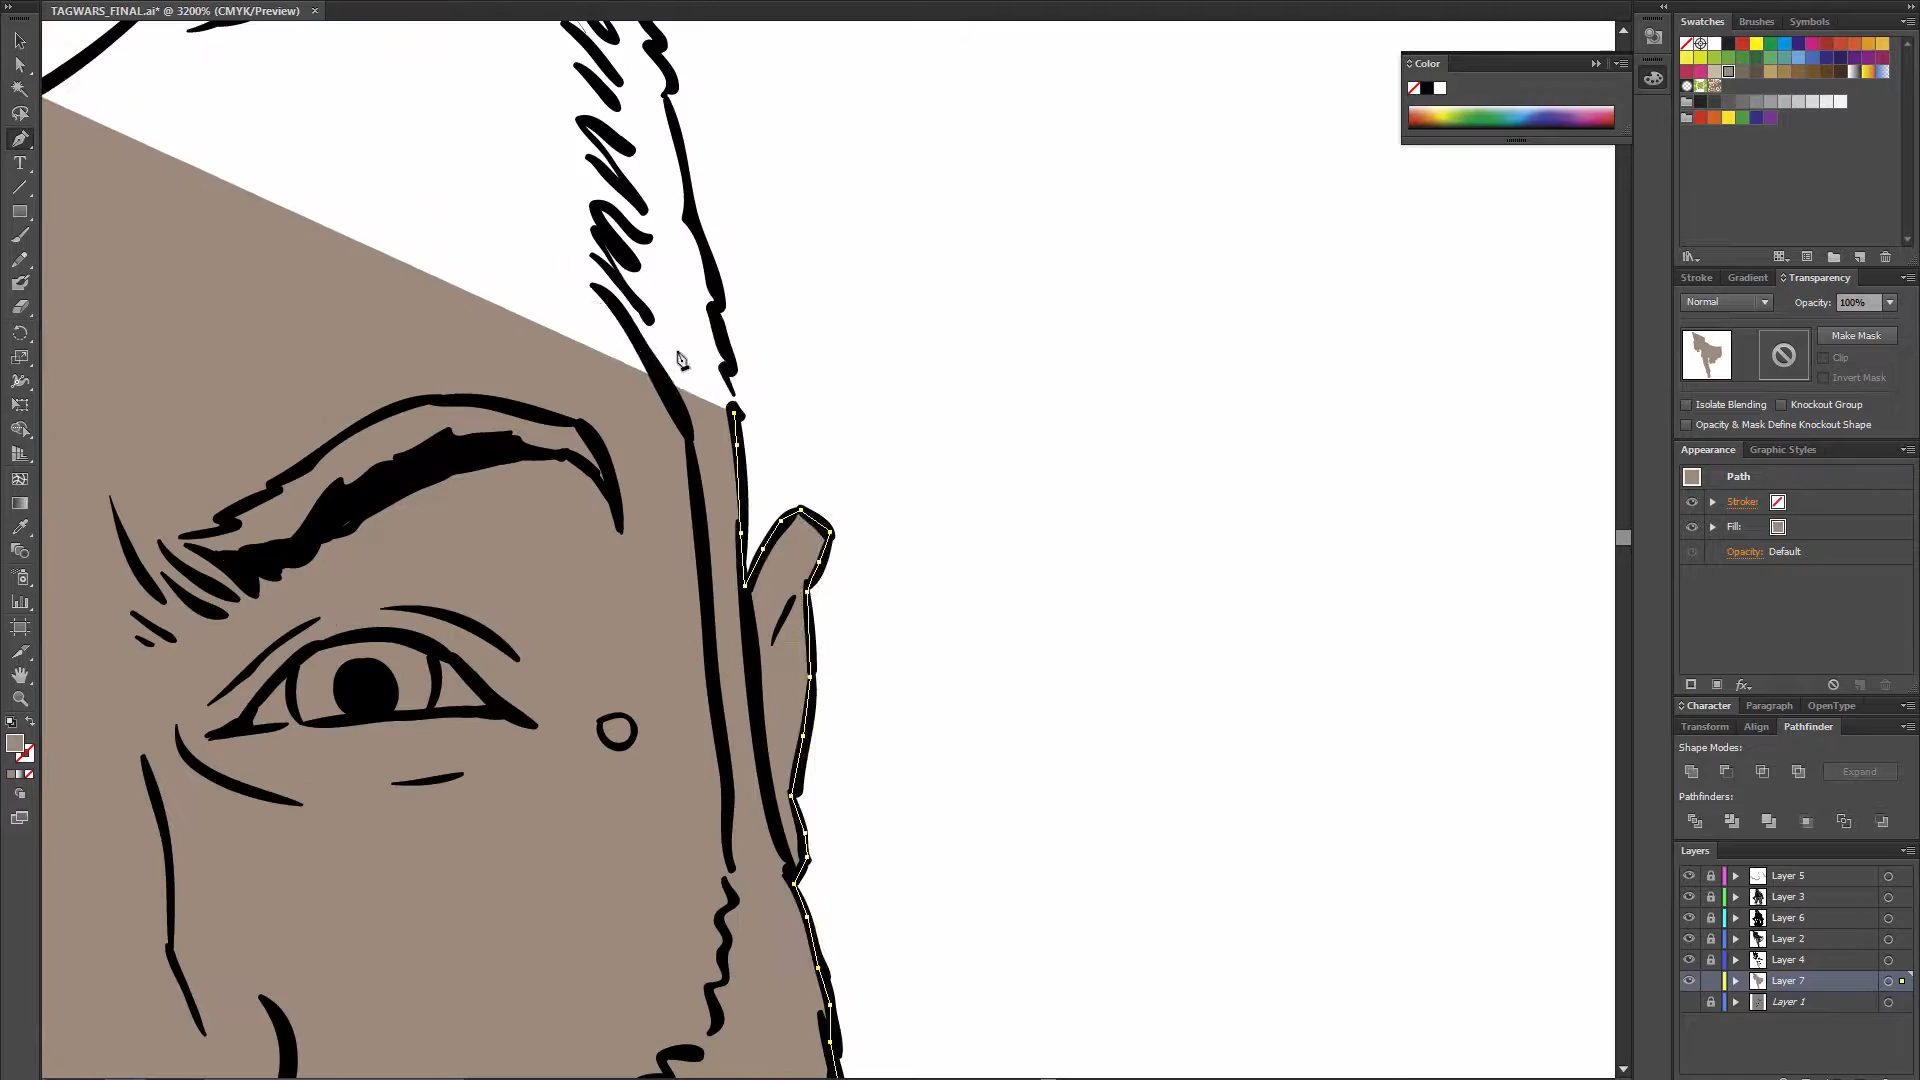 TAGWARS_FINAL.ai* @ 3200% (CMYK/Preview)
Color
Swatches
Brushes
Symbols
Stroke
Gradient
Transparency
Normal
Opacity:
100%
Make Mask
Clip
Invert Mask
Isolate Blending
Knockout Group
Opacity & Mask Define Knockout Shape
Appearance
Graphic Styles
Path
Stroke:
Fill:
Opacity:
Default
fx
Character
Paragraph
OpenType
Transform
Align
Pathfinder
Shape Modes:
Expand
Pathfinders:
Layers
Layer 5
Layer 3
Layer 6
Layer 2
Layer 4
Layer 7
Layer 1